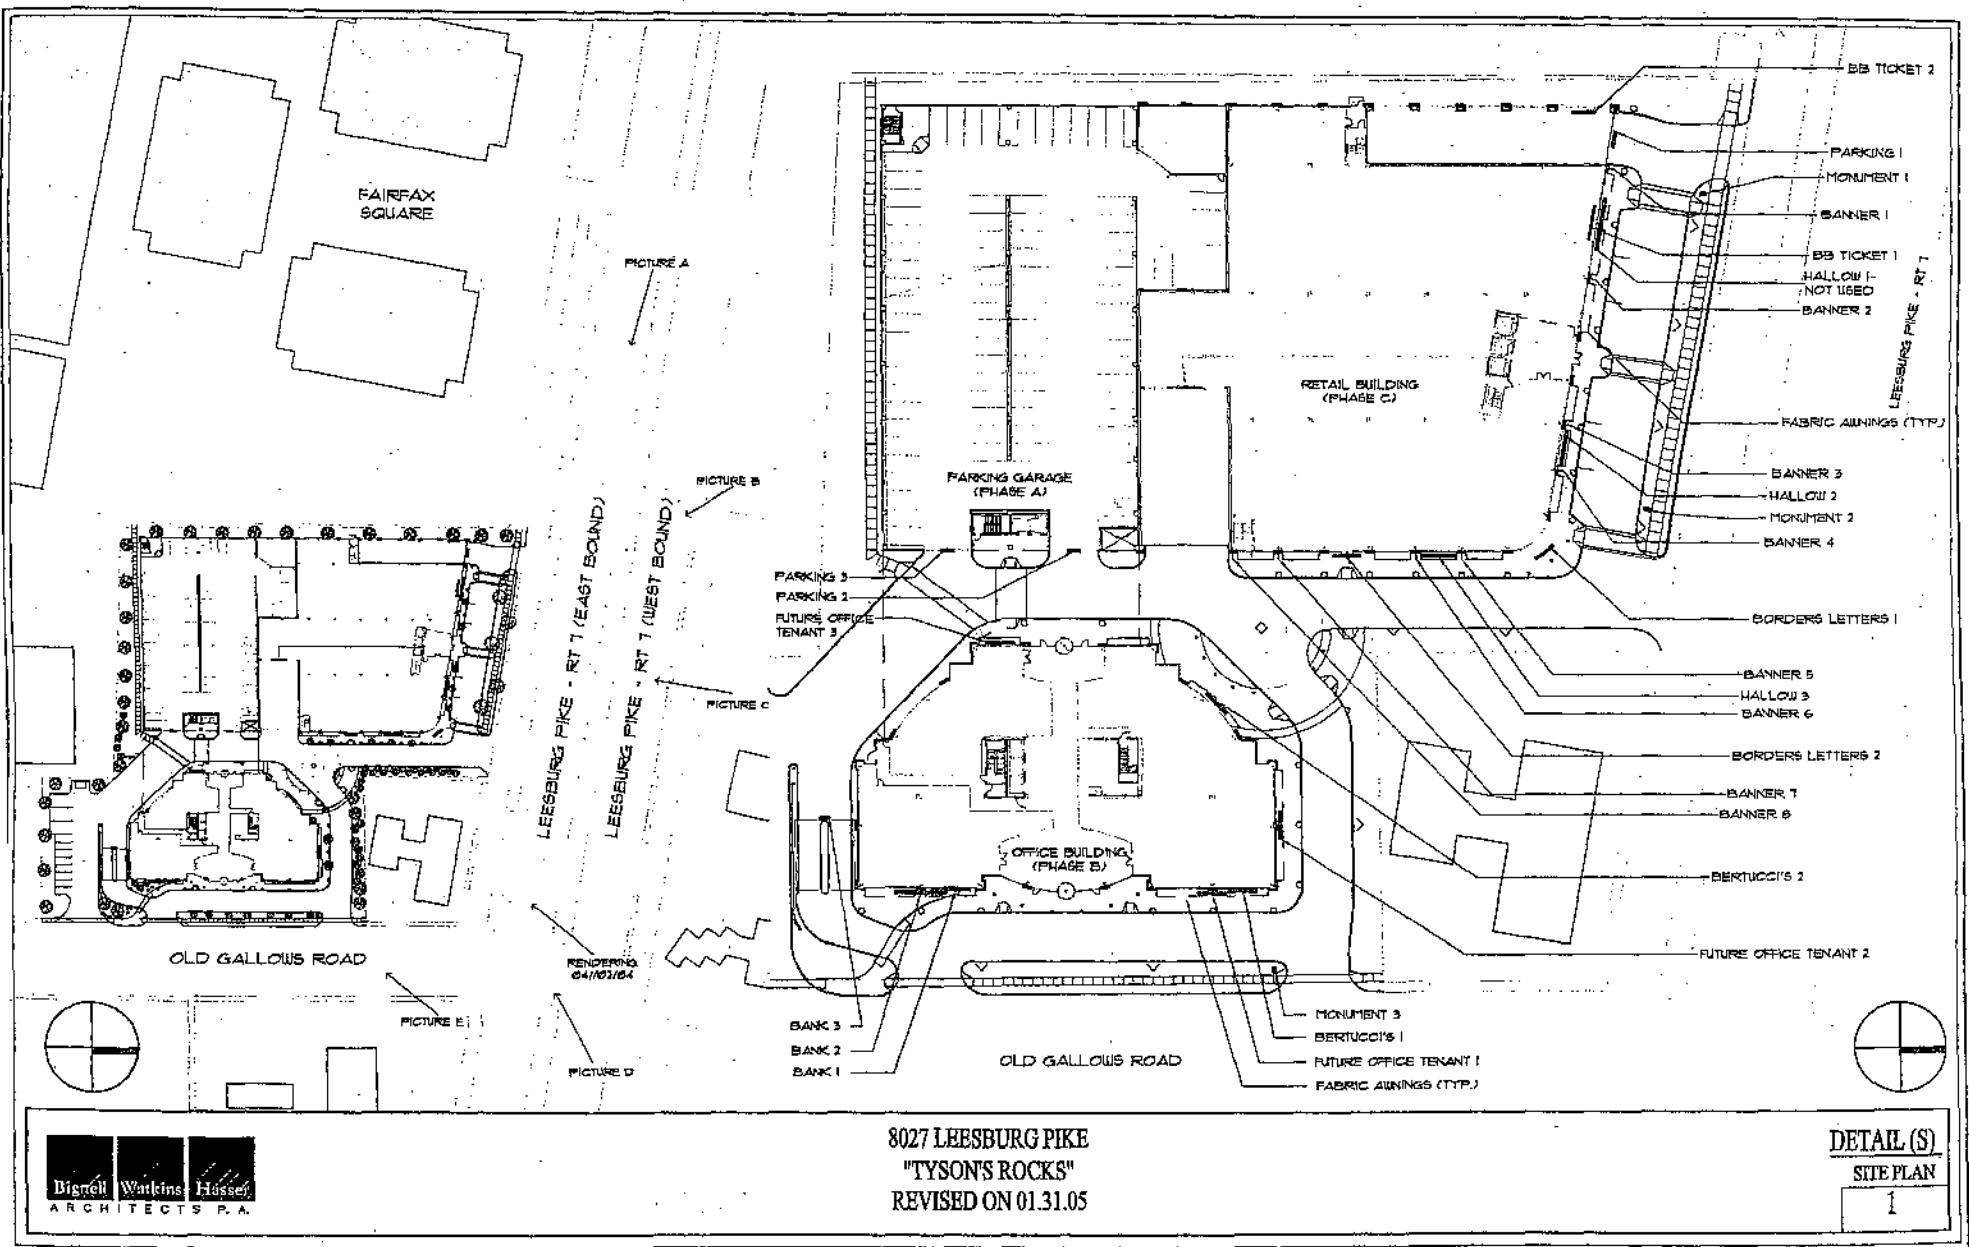 FAIRFAX
SQUARE
PICTURE A
PICTURE B
PICTURE C
LEESBURG PIKE - RT 7 (EAST BOUND)
LEESBURG PIKE - RT 7 (WEST BOUND)
OLD GALLOWS ROAD
RENDERING
PICTURE E
PICTURE D
BB TICKET 2
PARKING 1
MONUMENT 1
BANNER 1
BB TICKET 1
HALLOW 1-
NOT USED
BANNER 2
LEESBURG PIKE - RT 7
RETAIL BUILDING
(PHASE C)
FABRIC AWNINGS (TYP.)
PARKING GARAGE
(PHASE A)
BANNER 3
HALLOW 2
MONUMENT 2
BANNER 4
PARKING 3
PARKING 2
FUTURE OFFICE
TENANT 3
BORDERS LETTERS 1
BANNER 5
HALLOW 3
BANNER 6
BORDERS LETTERS 2
BANNER 7
BANNER 8
OFFICE BUILDING
(PHASE B)
BERTUCCI'S 2
FUTURE OFFICE TENANT 2
BANK 3
BANK 2
BANK 1
OLD GALLOWS ROAD
MONUMENT 3
BERTUCCI'S 1
FUTURE OFFICE TENANT 1
FABRIC AWNINGS (TYP.)
Bignell Watkins Hasser
ARCHITECTS P.A.
8027 LEESBURG PIKE
"TYSON'S ROCKS"
REVISED ON 01.31.05
DETAIL (S)
SITE PLAN
1